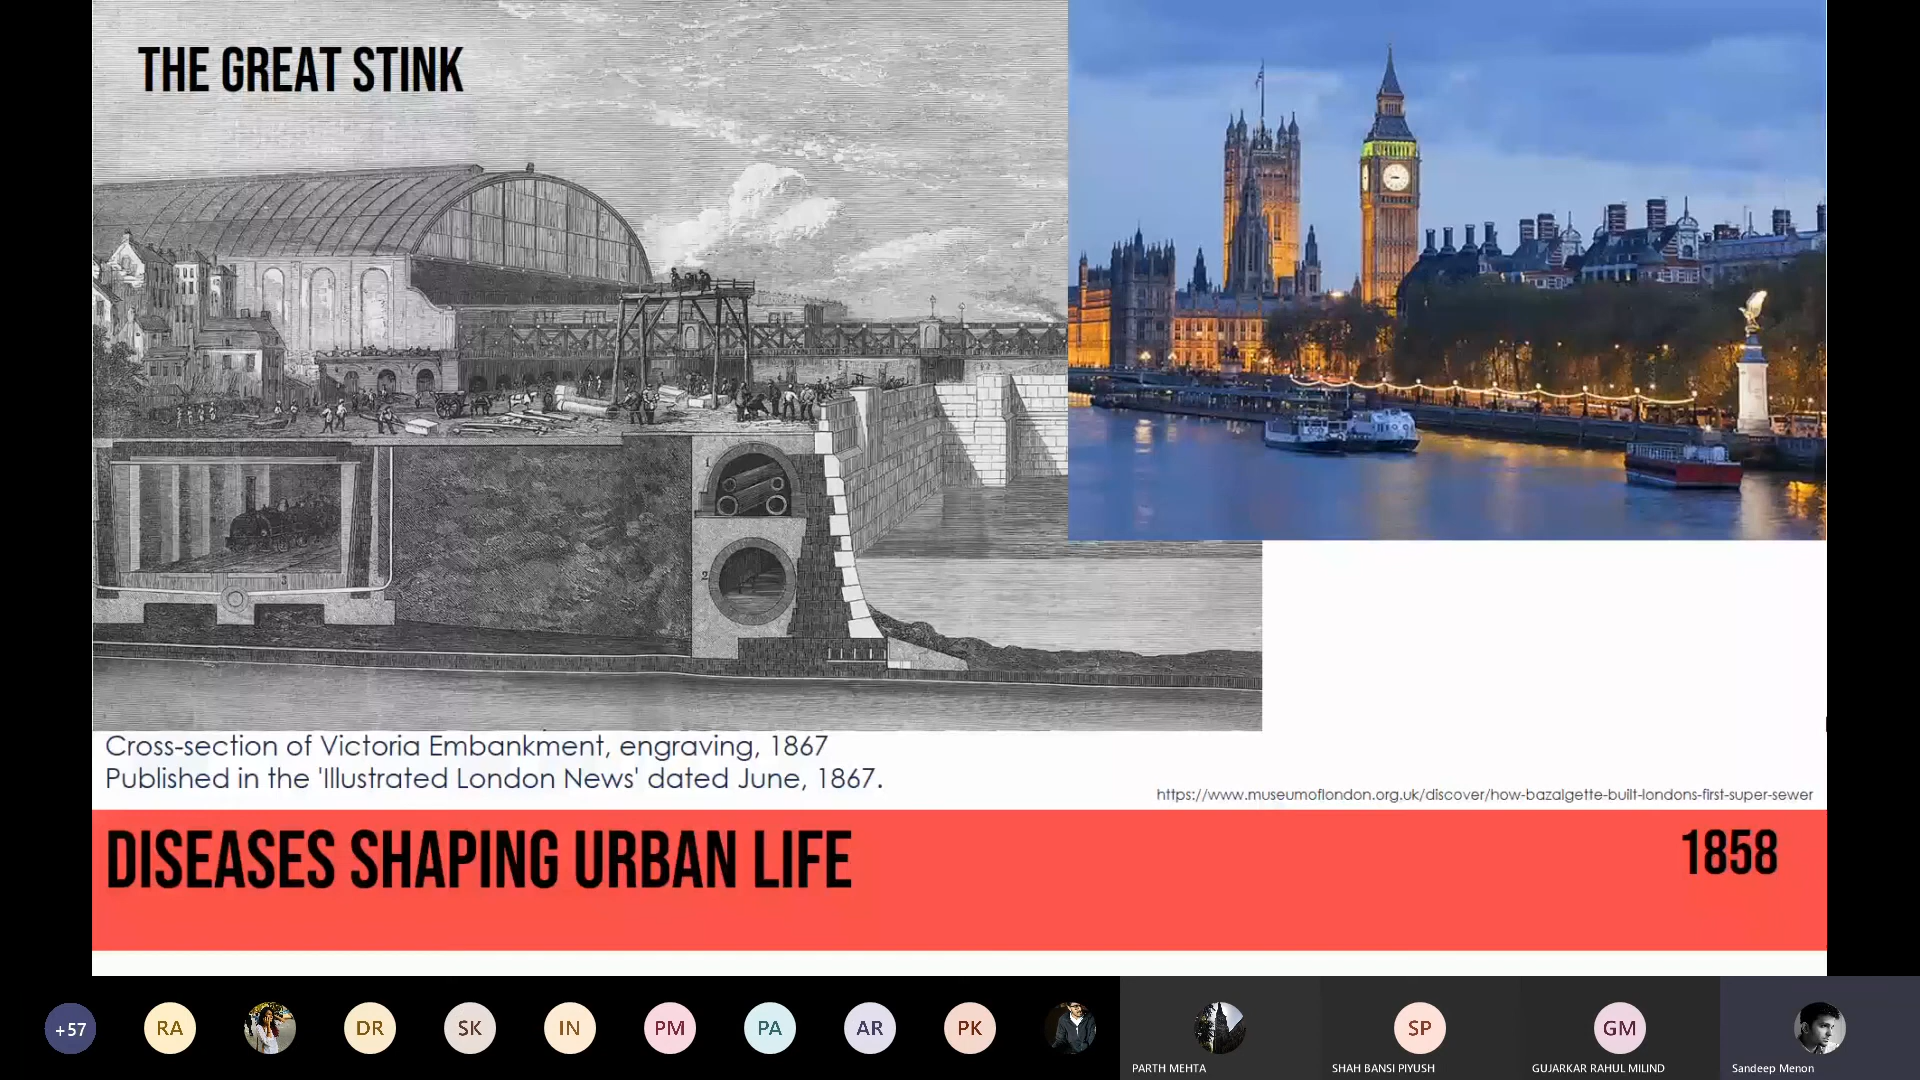 THE GREAT STINK
1
2
3
Cross-section of Victoria Embankment, engraving, 1867
Published in the 'Illustrated London News' dated June, 1867.
https://www.museumoflondon.org.uk/discover/how-bazalgette-built-londons-first-super-sewer
DISEASES SHAPING URBAN LIFE
1858
+57
RA
DR
SK
IN
PM
PA
AR
PK
SP
GM
PARTH MEHTA
SHAH BANSI PIYUSH
GUJARKAR RAHUL MILIND
Sandeep Menon